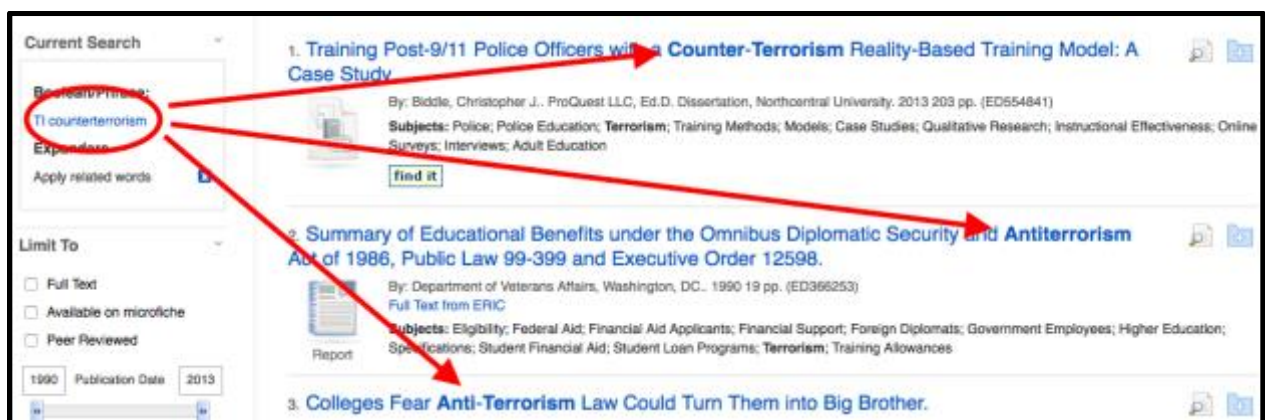 Current Search
Boolean/Phrase:
TI counterterrorism
Expanders
Apply related words
Limit To
Full Text
Available on microfiche
Peer Reviewed
1990 Publication Date 2013
1. Training Post-9/11 Police Officers with a Counter-Terrorism Reality-Based Training Model: A
Case Study
By: Biddle, Christopher J.. ProQuest LLC, Ed.D. Dissertation, Northcentral University. 2013 203 pp. (ED554841)
Subjects: Police; Police Education; Terrorism; Training Methods; Models; Case Studies; Qualitative Research; Instructional Effectiveness; Online
Surveys; Interviews; Adult Education
find it
2. Summary of Educational Benefits under the Omnibus Diplomatic Security and Antiterrorism
Act of 1986, Public Law 99-399 and Executive Order 12598.
By: Department of Veterans Affairs, Washington, DC.. 1990 19 pp. (ED366253)
Full Text from ERIC
Subjects: Eligibility; Federal Aid; Financial Aid Applicants; Financial Support; Foreign Diplomats; Government Employees; Higher Education;
Specifications; Student Financial Aid; Student Loan Programs; Terrorism; Training Allowances
Report
3. Colleges Fear Anti-Terrorism Law Could Turn Them into Big Brother.